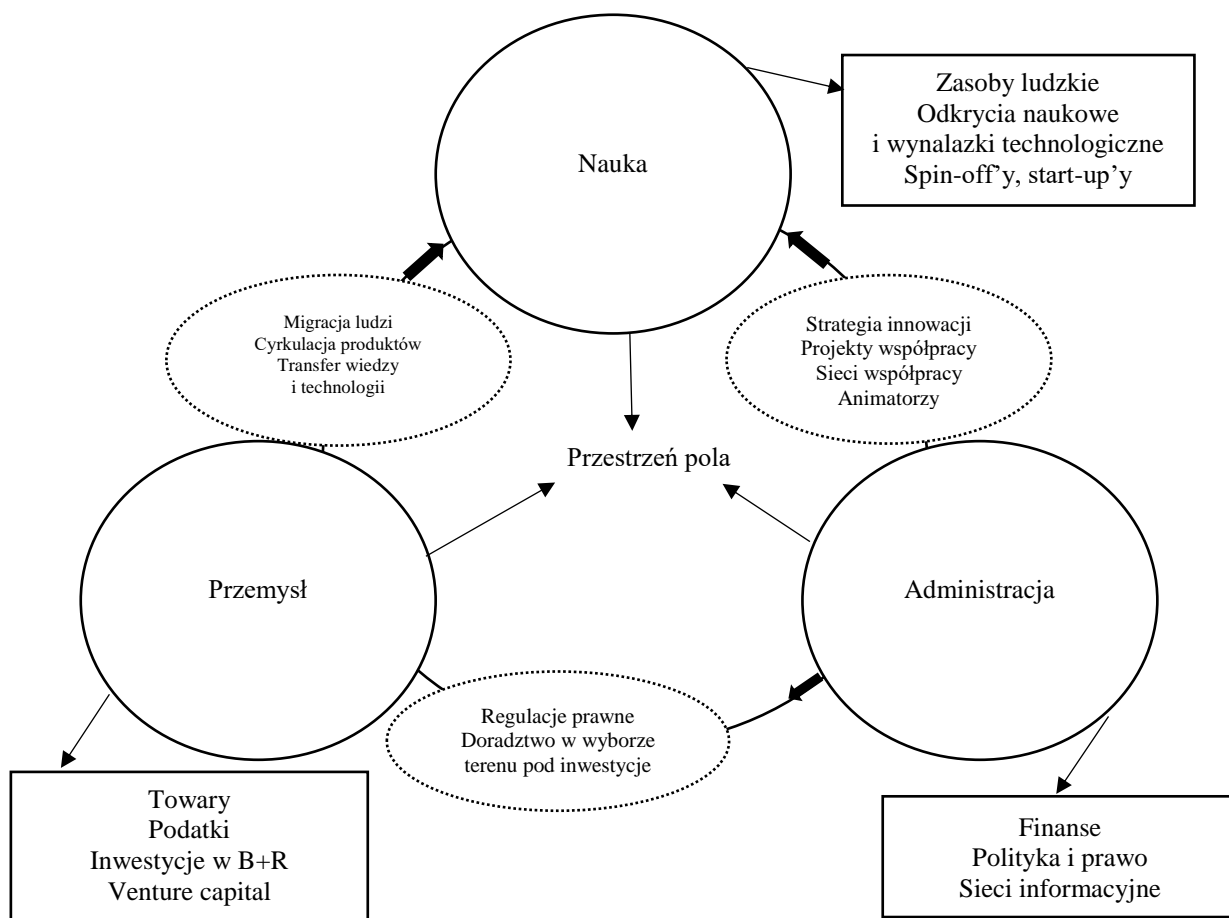 Zasoby ludzkie
Odkrycia naukowe
i wynalazki technologiczne
Spin-off’y, start-up’y
Nauka
Migracja ludzi
Cyrkulacja produktów
Transfer wiedzy
i technologii
Strategia innowacji
Projekty współpracy
Sieci współpracy
Animatorzy
Przestrzeń pola
Przemysł
Administracja
Regulacje prawne
Doradztwo w wyborze
terenu pod inwestycje
Towary
Podatki
Inwestycje w B+R
Venture capital
Finanse
Polityka i prawo
Sieci informacyjne